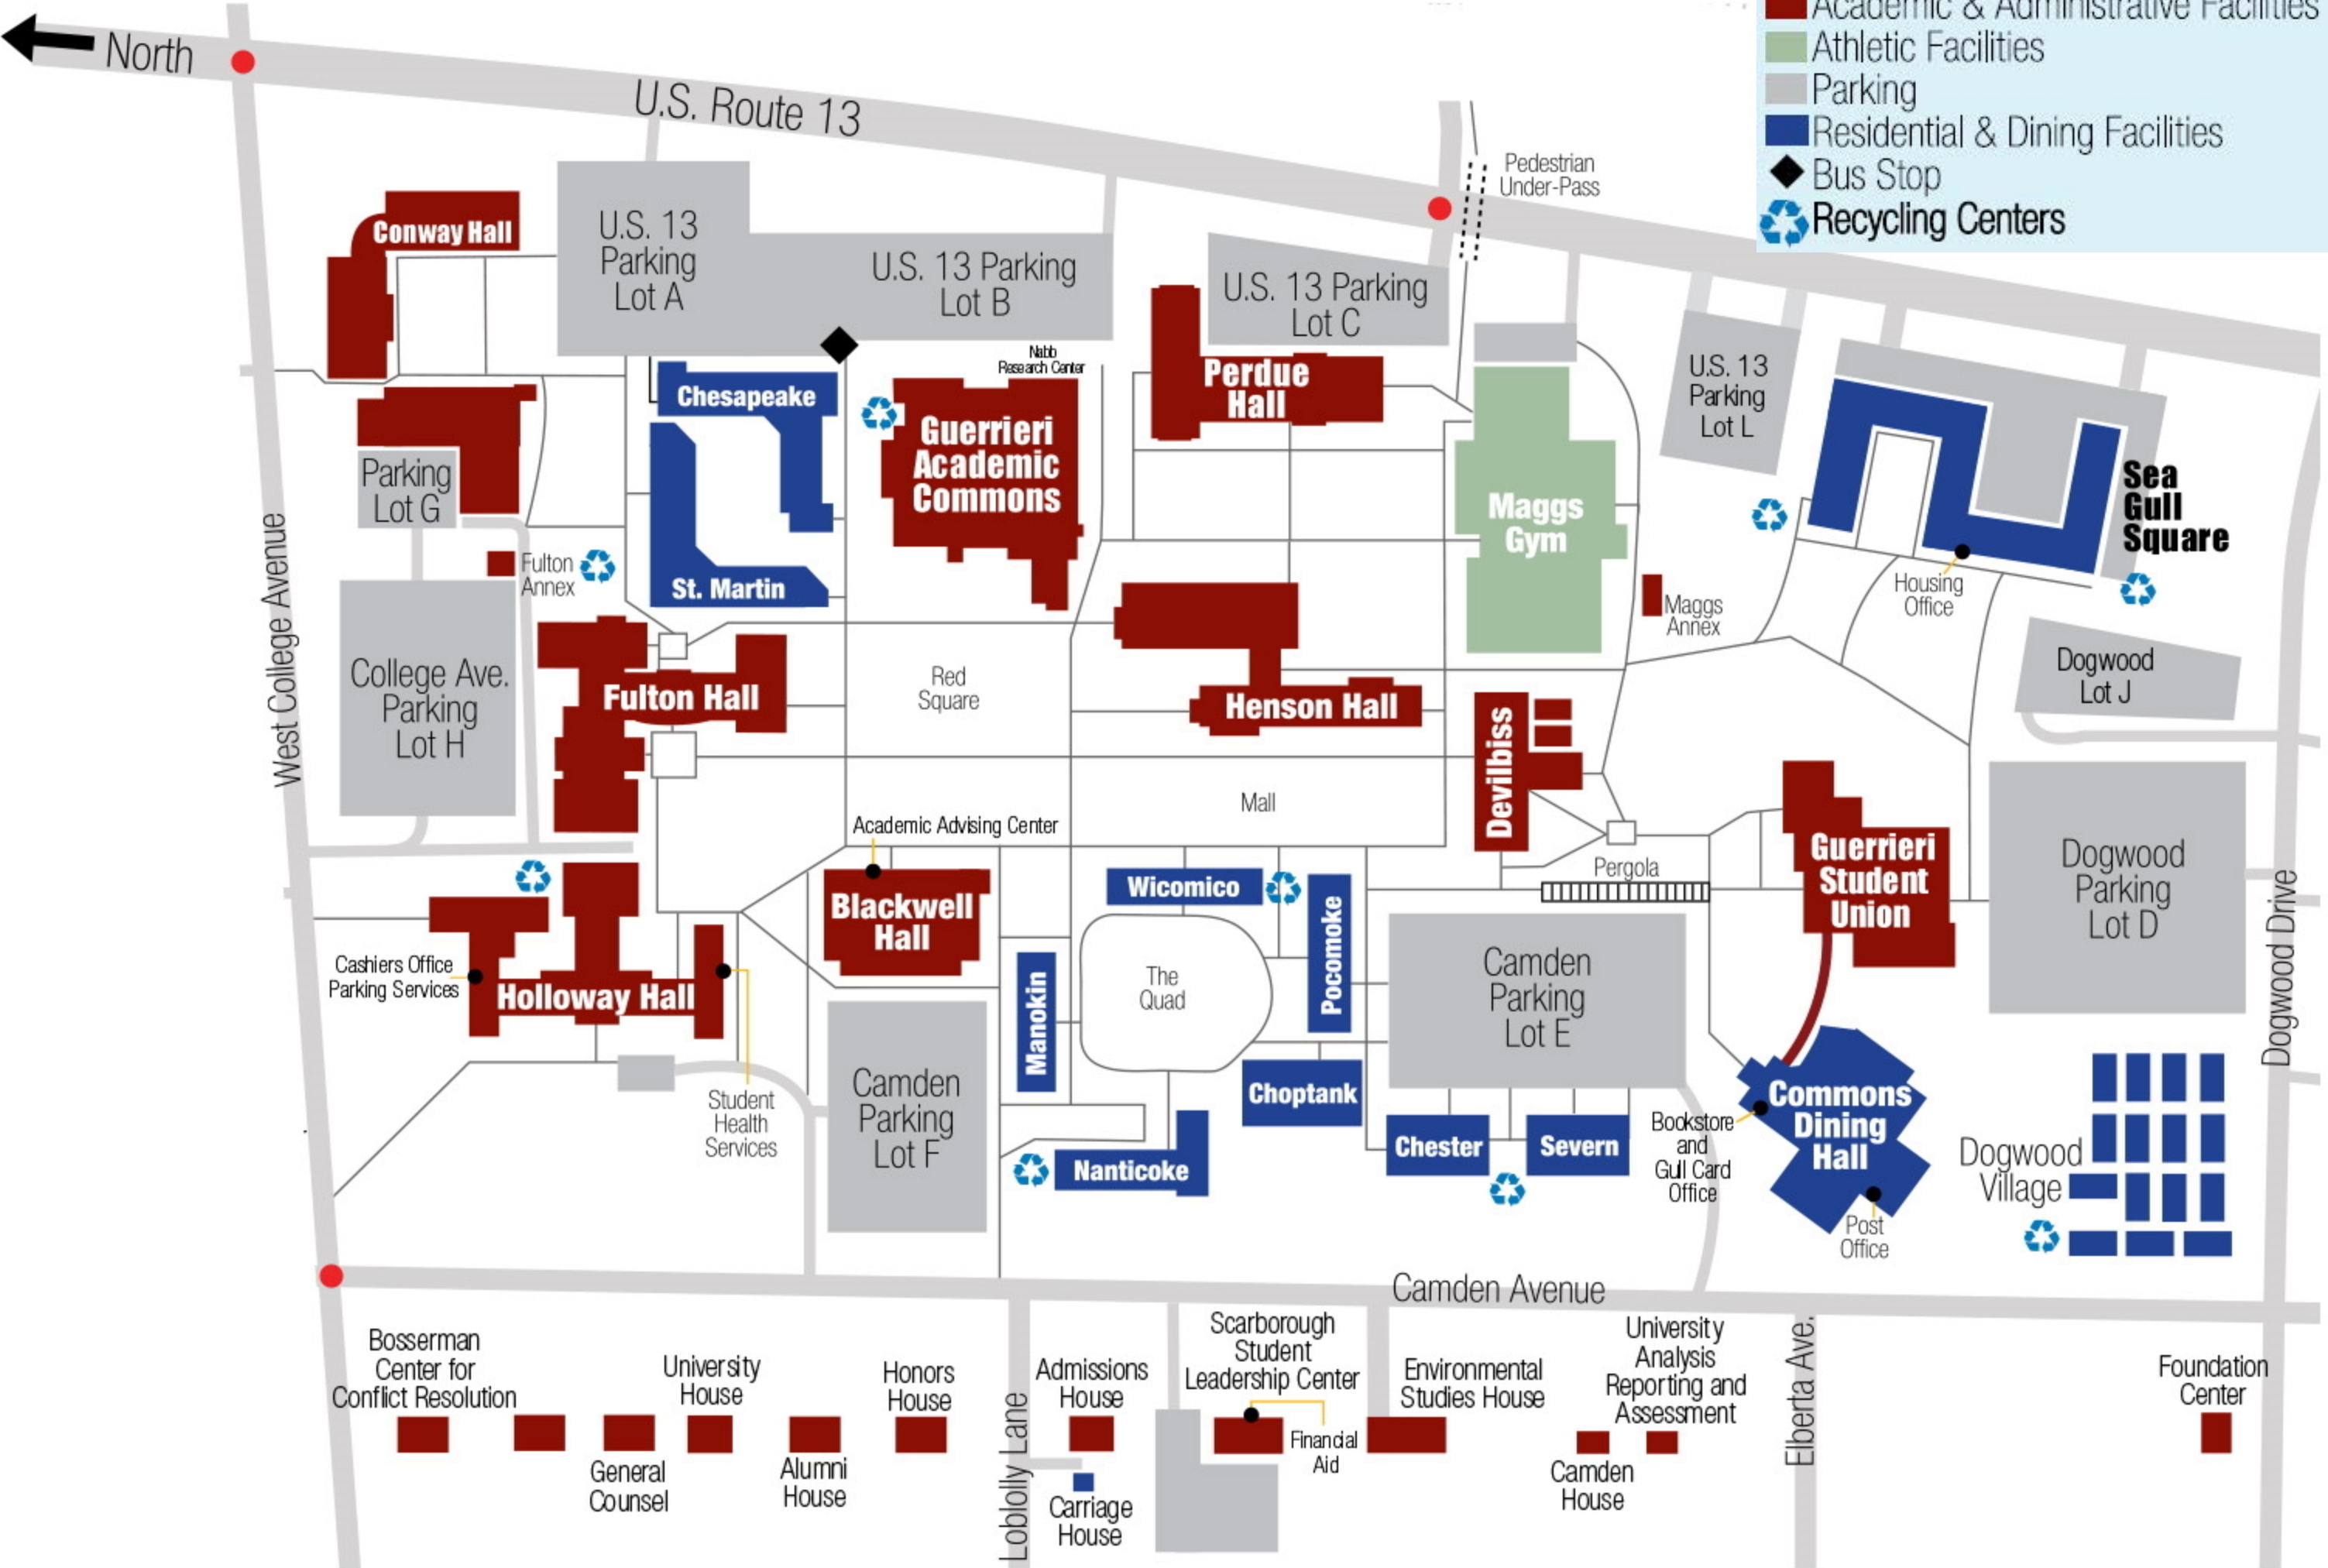 Academic & Administrative Facilities
Athletic Facilities
Parking
Residential & Dining Facilities
Bus Stop
Recycling Centers
North
U.S. Route 13
Pedestrian
Under-Pass
Conway Hall
U.S. 13
Parking
Lot A
U.S. 13 Parking
Lot B
U.S. 13 Parking
Lot C
Nabb
Research Center
Perdue
Hall
U.S. 13
Parking
Lot L
Chesapeake
Guerrieri
Academic
Commons
Parking
Lot G
Maggs
Gym
Sea
Gull
Square
West College Avenue
Fulton
Annex
St. Martin
Housing
Office
Maggs
Annex
College Ave.
Parking
Lot H
Fulton Hall
Red
Square
Henson Hall
Dogwood
Lot J
Devilbiss
Mall
Academic Advising Center
Guerrieri
Student
Union
Dogwood
Parking
Lot D
Pergola
Wicomico
Blackwell
Hall
Pocomoke
Dogwood Drive
Cashiers Office
Parking Services
Holloway Hall
Manokin
The
Quad
Camden
Parking
Lot E
Student
Health
Services
Camden
Parking
Lot F
Choptank
Commons
Dining
Hall
Bookstore
and
Gull Card
Office
Chester
Severn
Nanticoke
Dogwood
Village
Post
Office
Camden Avenue
Bosserman
Center for
Conflict Resolution
General
Counsel
University
House
Alumni
House
Honors
House
Loblolly Lane
Admissions
House
Carriage
House
Scarborough
Student
Leadership Center
Financial
Aid
Environmental
Studies House
Camden
House
University
Analysis
Reporting and
Assessment
Elberta Ave.
Foundation
Center